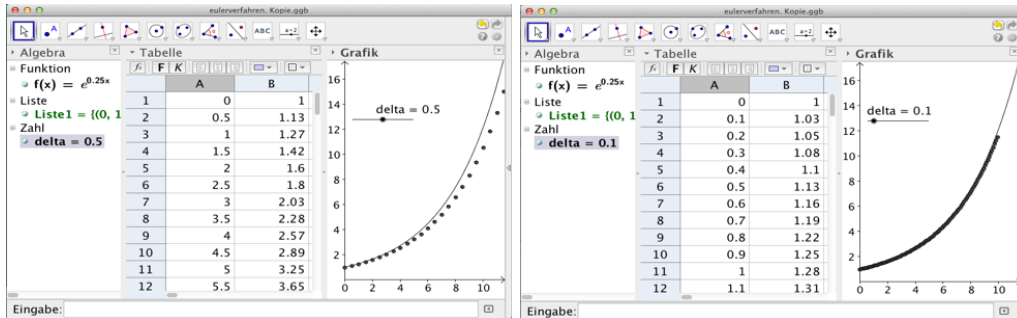 eulerverfahren. Kopie.ggb
ABC
a=2
Algebra
Tabelle
Grafik
Funktion
f(x) = e^0.25x
Liste
Liste1 = {(0, 1
Zahl
delta = 0.5
F K
A B
1 0 1
2 0.5 1.13
3 1 1.27
4 1.5 1.42
5 2 1.6
6 2.5 1.8
7 3 2.03
8 3.5 2.28
9 4 2.57
10 4.5 2.89
11 5 3.25
12 5.5 3.65
delta = 0.5
16
14
12
10
8
6
4
2
0 2 4 6 8 10
Eingabe:
eulerverfahren. Kopie.ggb
ABC
a=2
Algebra
Tabelle
Grafik
Funktion
f(x) = e^0.25x
Liste
Liste1 = {(0, 1
Zahl
delta = 0.1
F K
A B
1 0 1
2 0.1 1.03
3 0.2 1.05
4 0.3 1.08
5 0.4 1.1
6 0.5 1.13
7 0.6 1.16
8 0.7 1.19
9 0.8 1.22
10 0.9 1.25
11 1 1.28
12 1.1 1.31
delta = 0.1
16
14
12
10
8
6
4
2
0 2 4 6 8 10
Eingabe: